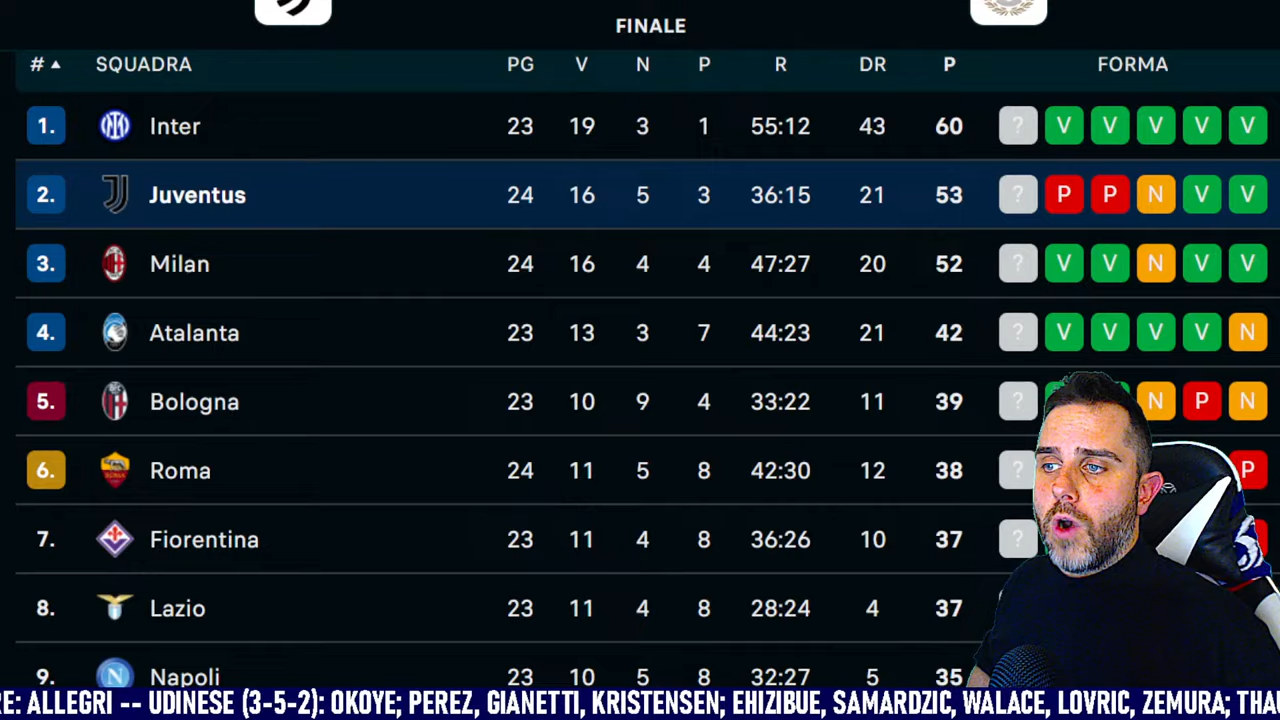 FINALE
# SQUADRA PG V N P R DR P FORMA
1. Inter 23 19 3 1 55:12 43 60 ? V V V V V
2. Juventus 24 16 5 3 36:15 21 53 ? P P N V V
3. Milan 24 16 4 4 47:27 20 52 ? V V N V V
4. Atalanta 23 13 3 7 44:23 21 42 ? V V V V N
5. Bologna 23 10 9 4 33:22 11 39 ? N P N
6. Roma 24 11 5 8 42:30 12 38 ? P
7. Fiorentina 23 11 4 8 36:26 10 37 ?
8. Lazio 23 11 4 8 28:24 4 37
9. Napoli 23 10 5 8 32:27 5 35
RE: ALLEGRI -- UDINESE (3-5-2): OKOYE; PEREZ, GIANETTI, KRISTENSEN; EHIZIBUE, SAMARDZIC, WALACE, LOVRIC, ZEMURA; THAU